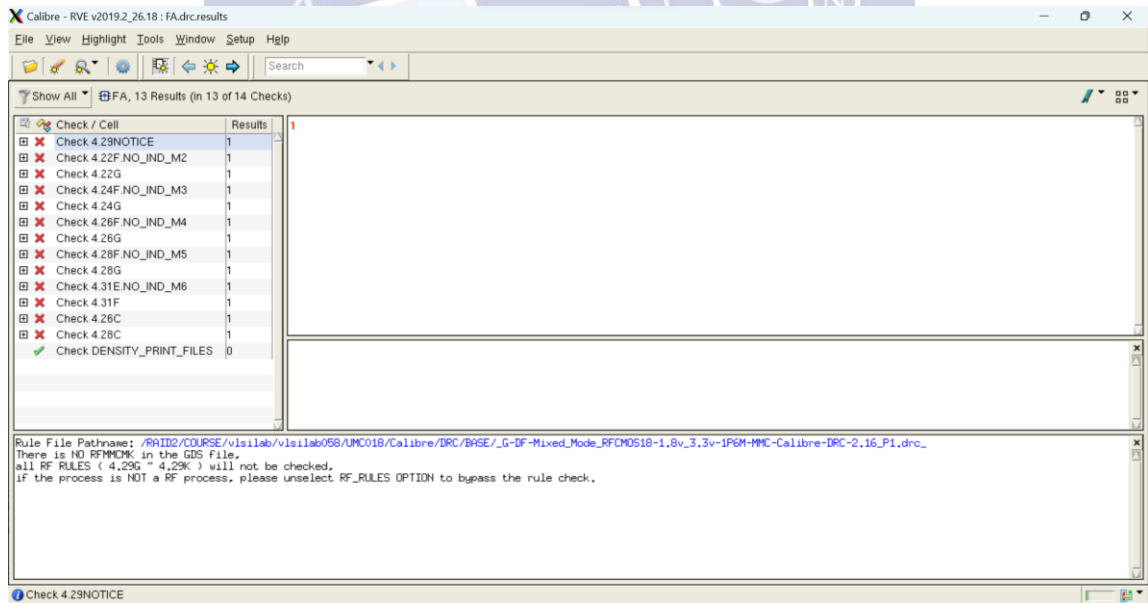 Calibre - RVE v2019.2_26.18 : FA.drc.results
File View Highlight Tools Window Setup Help
Search
Show All FA, 13 Results (in 13 of 14 Checks)
Check / Cell Results
Check 4.29NOTICE 1
Check 4.22F.NO_IND_M2 1
Check 4.22G 1
Check 4.24F.NO_IND_M3 1
Check 4.24G 1
Check 4.26F.NO_IND_M4 1
Check 4.26G 1
Check 4.28F.NO_IND_M5 1
Check 4.28G 1
Check 4.31E.NO_IND_M6 1
Check 4.31F 1
Check 4.26C 1
Check 4.28C 1
Check DENSITY_PRINT_FILES 0
1
Rule File Pathname: /RAID2/COURSE/vlsilab/vlsilab058/UMC018/Calibre/DRC/BASE/_G-DF-Mixed_Mode_RFCMOS18-1.8v_3.3v-1P6M-MMC-Calibre-DRC-2.16_P1.drc_
There is NO RFMMCMK in the GDS file,
all RF RULES ( 4.29G ~ 4.29K ) will not be checked,
if the process is NOT a RF process, please unselect RF_RULES OPTION to bypass the rule check.
Check 4.29NOTICE